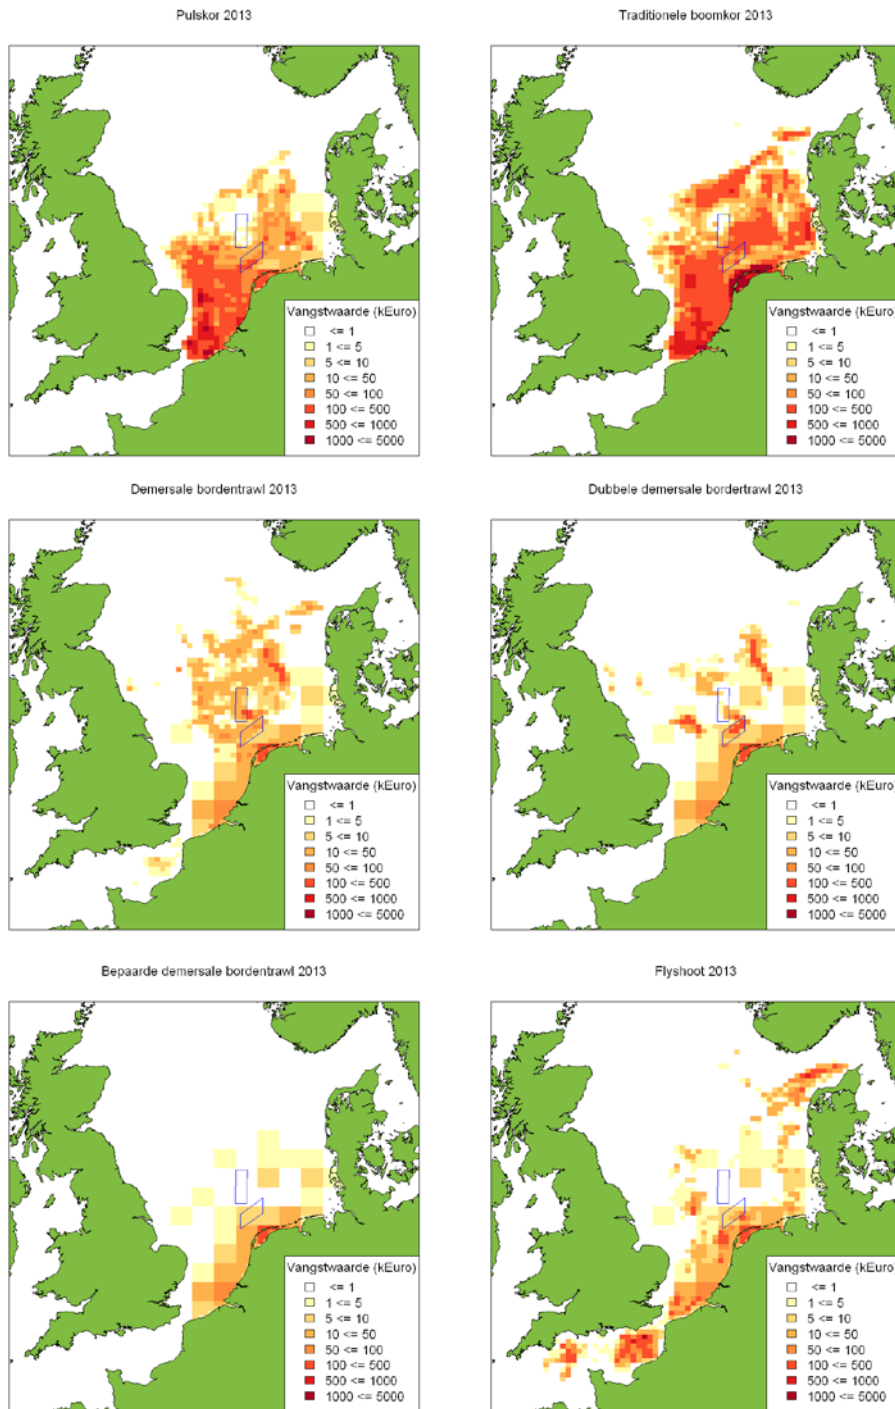 Pulskor 2013
Traditionele boomkor 2013
Vangstwaarde (kEuro)
<= 1
1 <= 5
5 <= 10
10 <= 50
50 <= 100
100 <= 500
500 <= 1000
1000 <= 5000
Vangstwaarde (kEuro)
<= 1
1 <= 5
5 <= 10
10 <= 50
50 <= 100
100 <= 500
500 <= 1000
1000 <= 5000
Demersale bordentrawl 2013
Dubbele demersale bordertrawl 2013
Vangstwaarde (kEuro)
<= 1
1 <= 5
5 <= 10
10 <= 50
50 <= 100
100 <= 500
500 <= 1000
1000 <= 5000
Vangstwaarde (kEuro)
<= 1
1 <= 5
5 <= 10
10 <= 50
50 <= 100
100 <= 500
500 <= 1000
1000 <= 5000
Bepaarde demersale bordentrawl 2013
Flyshoot 2013
Vangstwaarde (kEuro)
<= 1
1 <= 5
5 <= 10
10 <= 50
50 <= 100
100 <= 500
500 <= 1000
1000 <= 5000
Vangstwaarde (kEuro)
<= 1
1 <= 5
5 <= 10
10 <= 50
50 <= 100
100 <= 500
500 <= 1000
1000 <= 5000